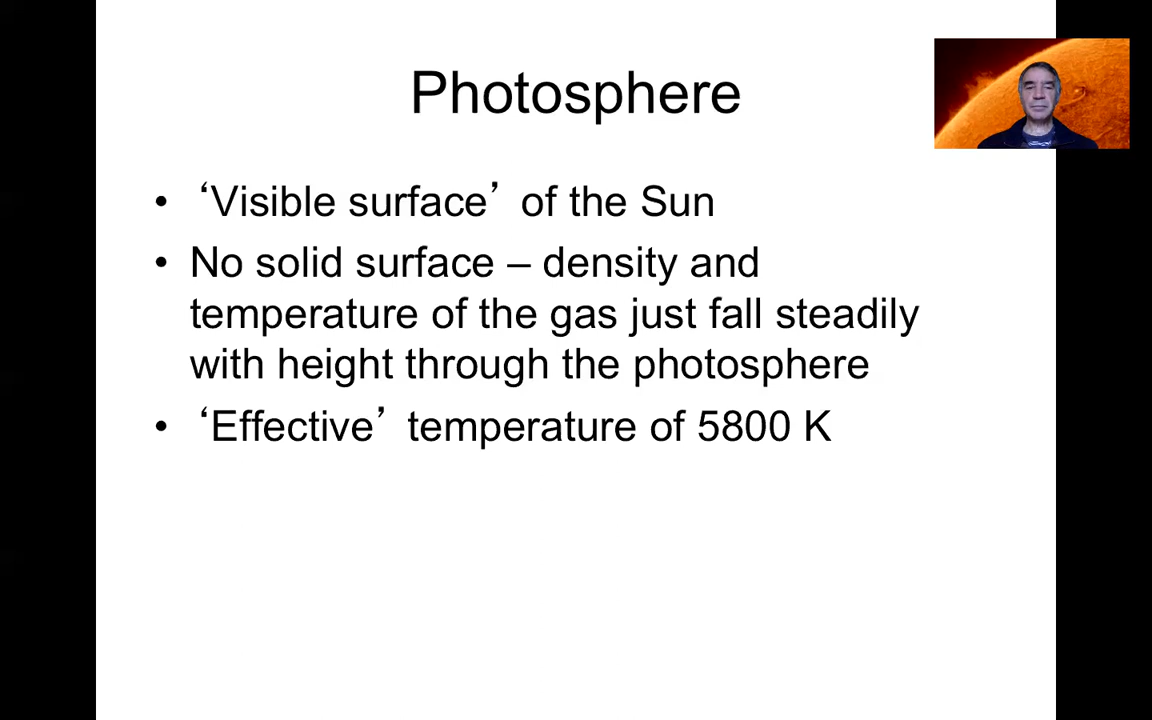 Photosphere
• ‘Visible surface’ of the Sun
• No solid surface – density and
temperature of the gas just fall steadily
with height through the photosphere
• ‘Effective’ temperature of 5800 K